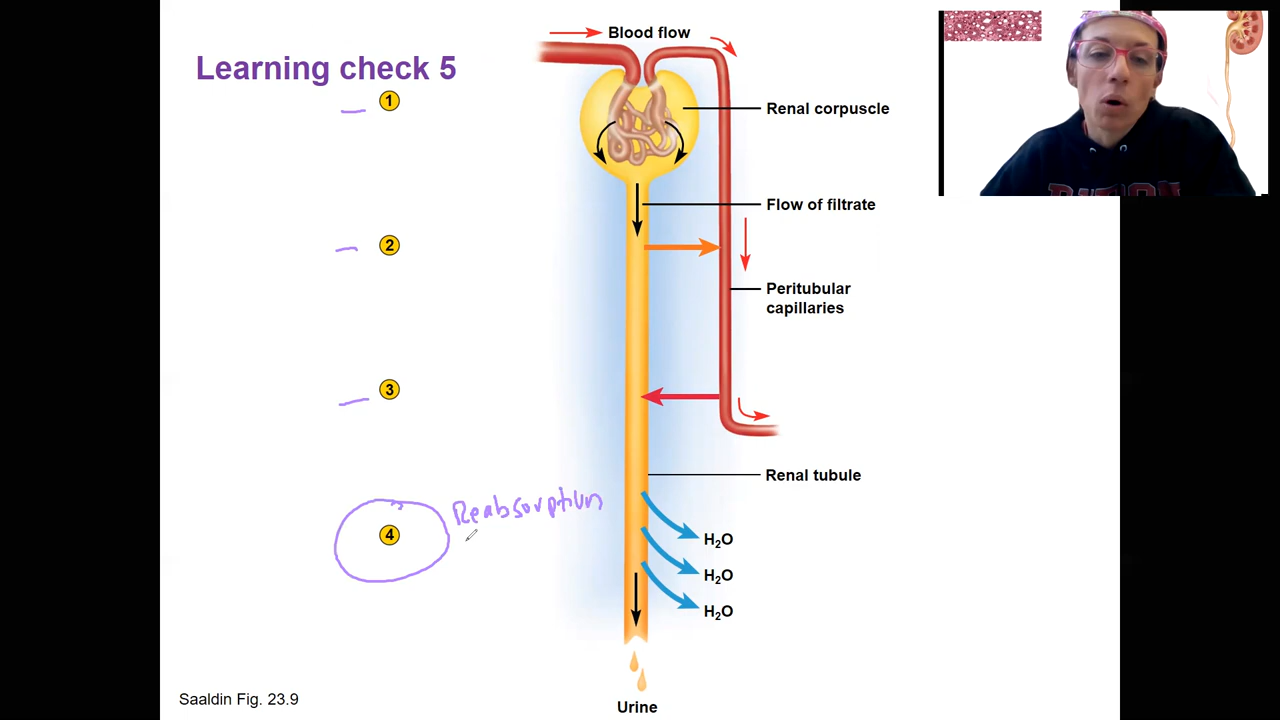 Blood flow
Learning check 5
1
Renal corpuscle
Flow of filtrate
2
Peritubular
capillaries
3
Renal tubule
Reabsorption
4
H₂O
H₂O
H₂O
Saaldin Fig. 23.9
Urine